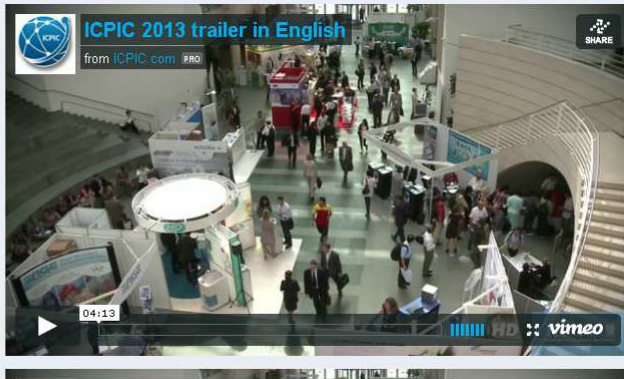 ICPIC
ICPIC 2013 trailer in English
from ICPIC.com PRO
SHARE
04:13
HD
vimeo